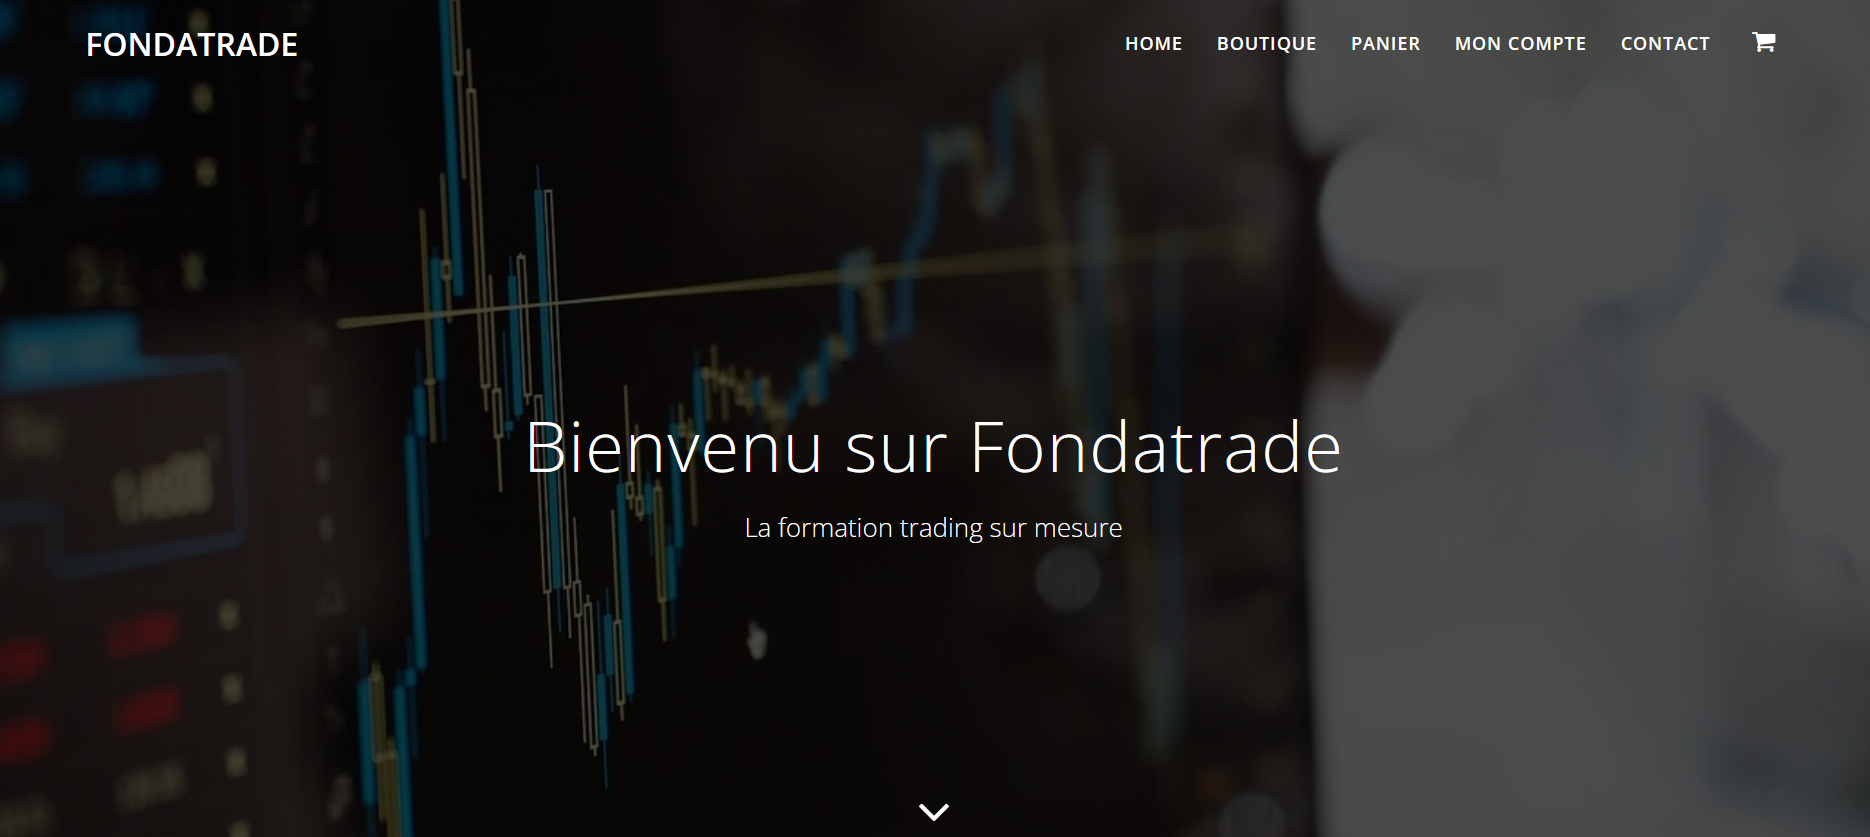 FONDATRADE
HOME BOUTIQUE PANIER MON COMPTE CONTACT
Bienvenu sur Fondatrade
La formation trading sur mesure